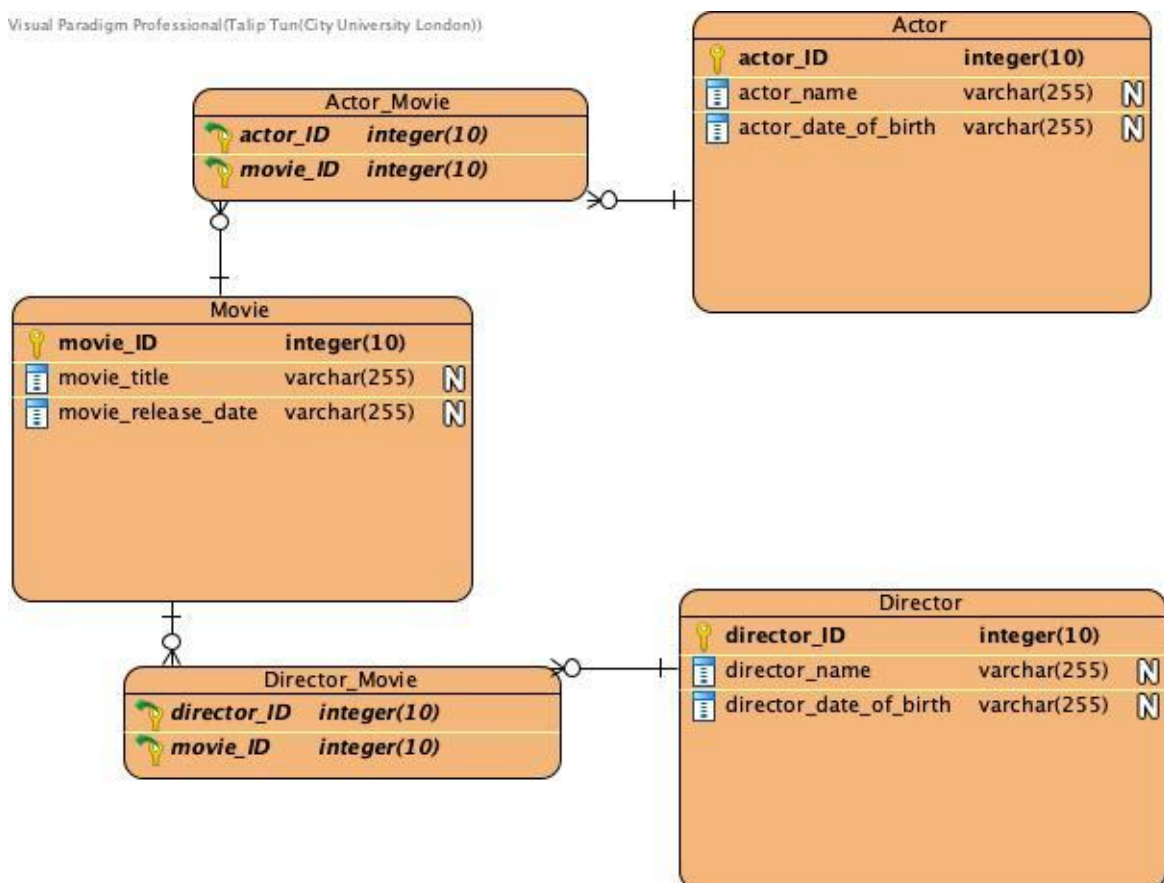 Visual Paradigm Professional(Talip Tun(City University London))
Actor
actor_ID integer(10)
actor_name varchar(255) N
actor_date_of_birth varchar(255) N
Actor_Movie
actor_ID integer(10)
movie_ID integer(10)
Movie
movie_ID integer(10)
movie_title varchar(255) N
movie_release_date varchar(255) N
Director
director_ID integer(10)
director_name varchar(255) N
director_date_of_birth varchar(255) N
Director_Movie
director_ID integer(10)
movie_ID integer(10)